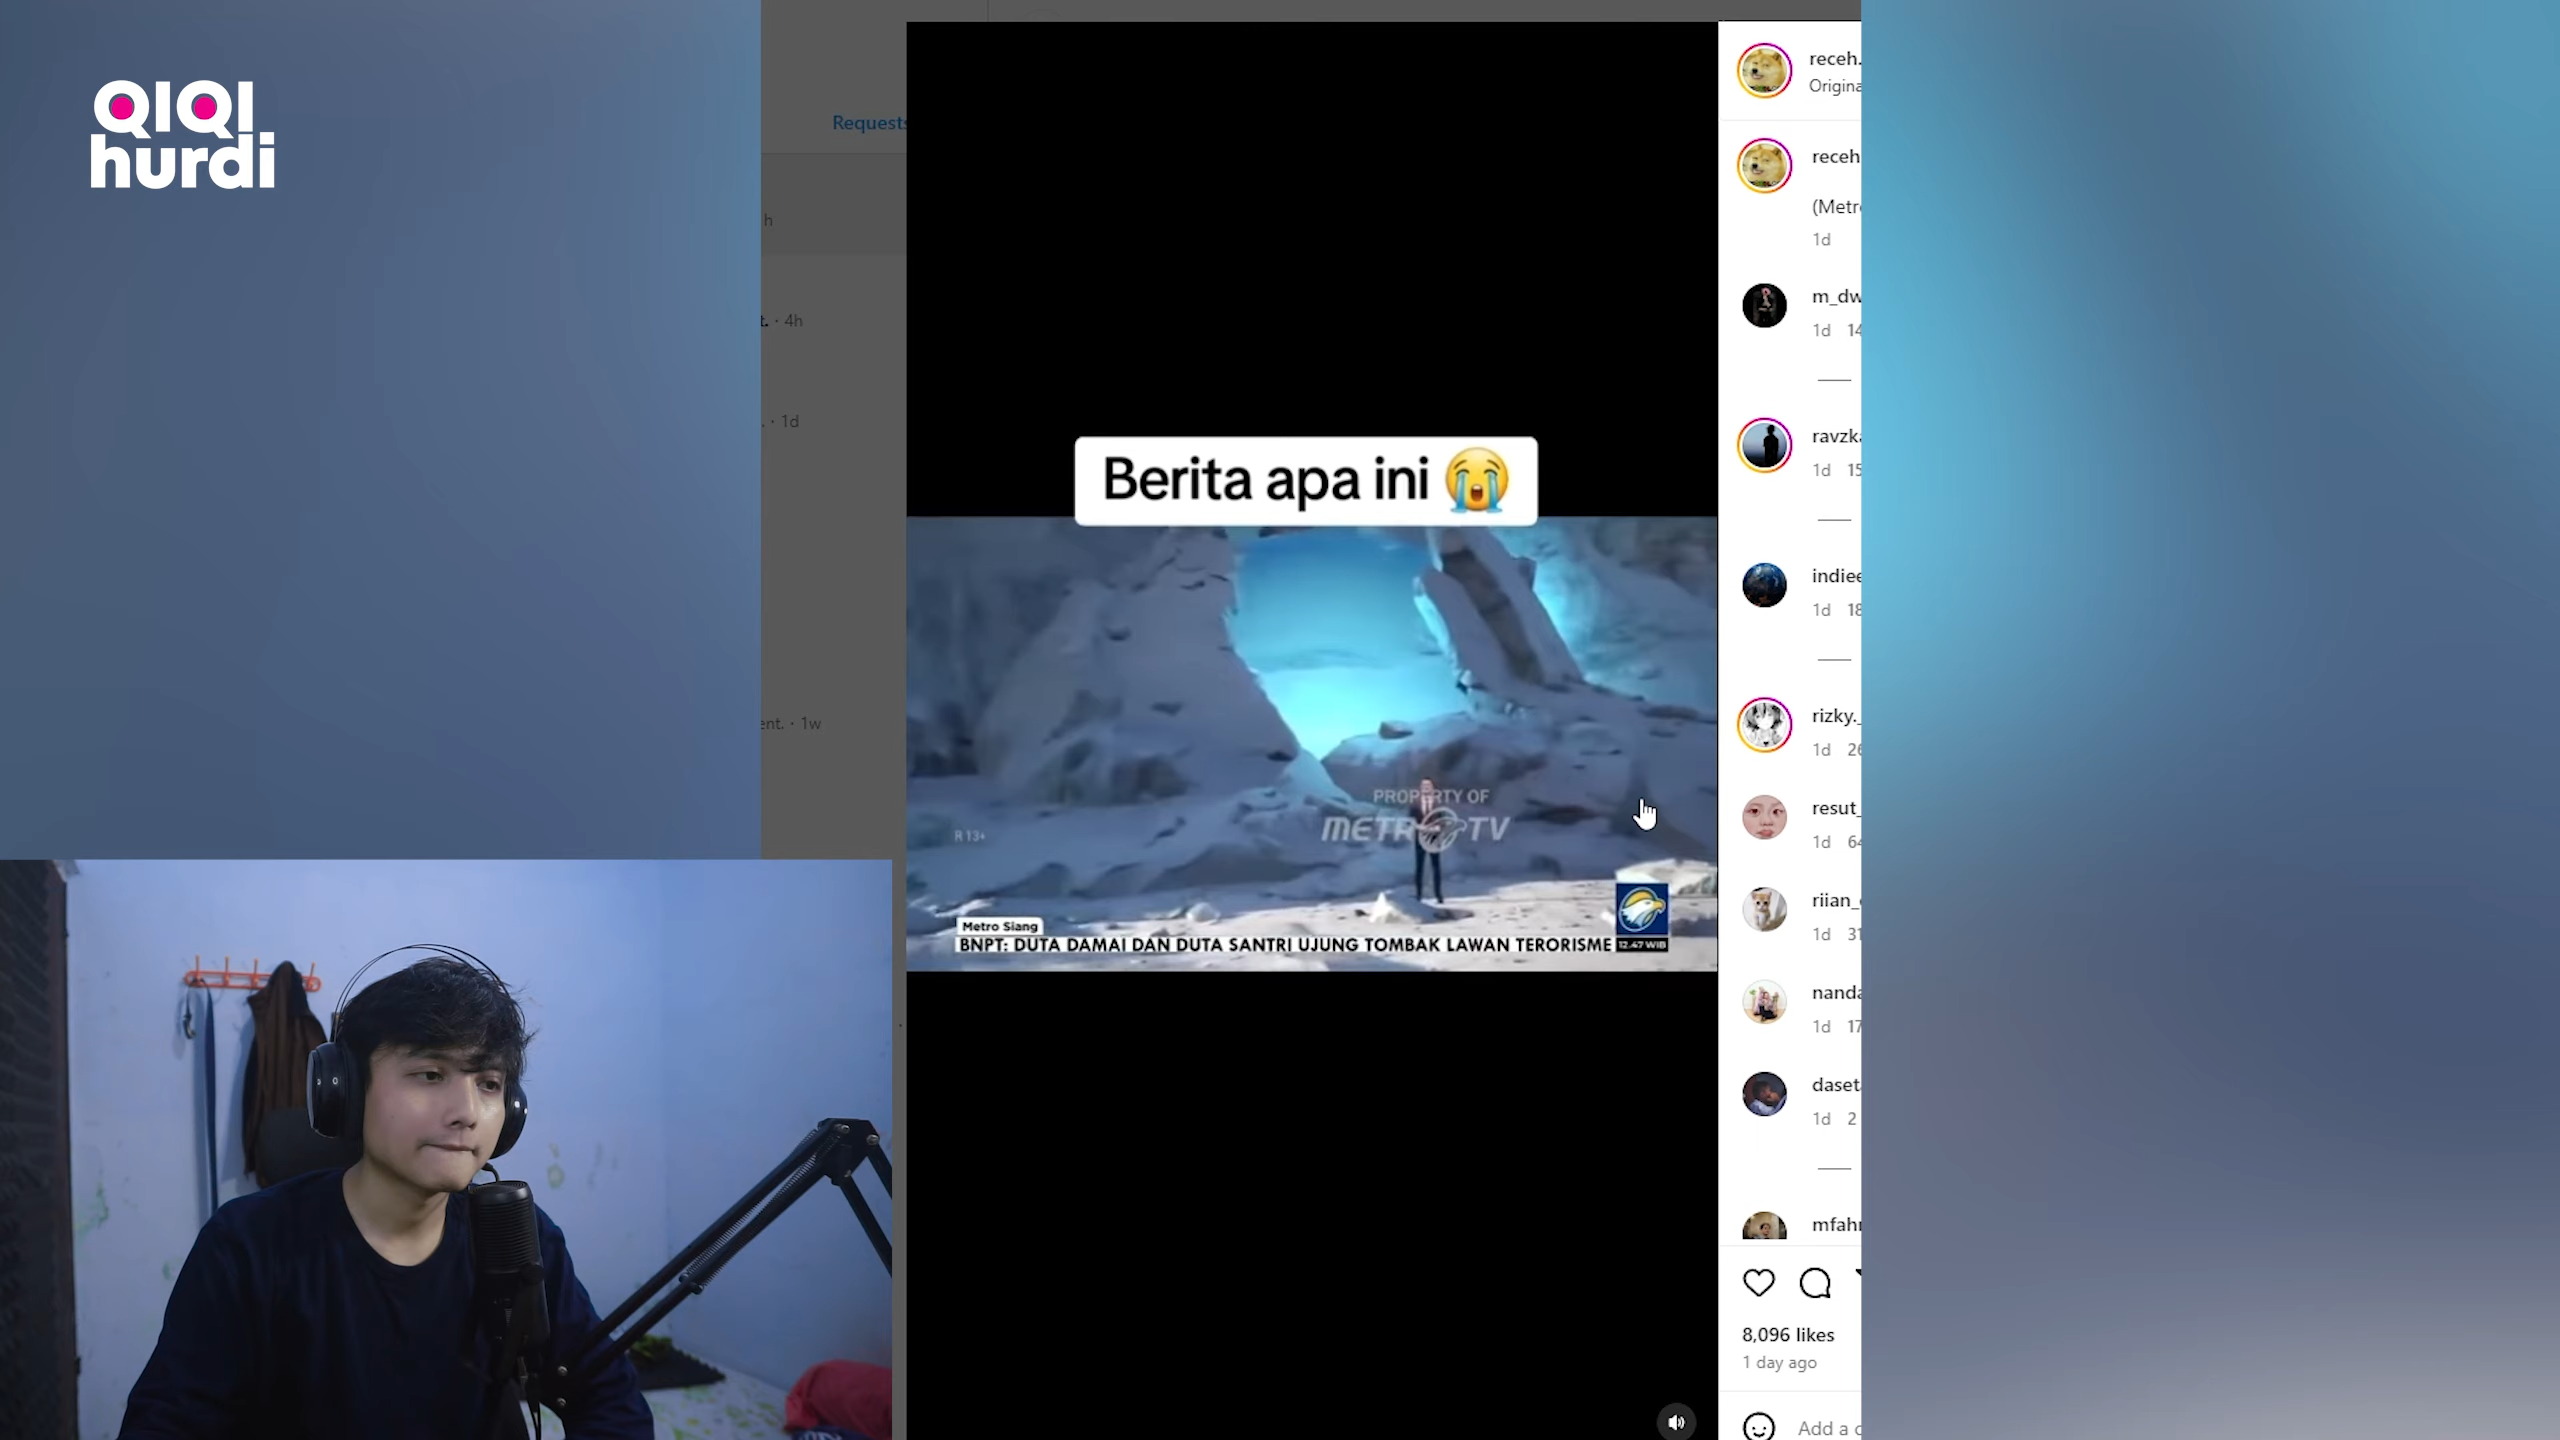 QIQI
hurdi
Requests
h
t. · 4h
. · 1d
ent. · 1w
Berita apa ini 😭
PROPERTY OF
METRO TV
R 13+
Metro Siang
BNPT: DUTA DAMAI DAN DUTA SANTRI UJUNG TOMBAK LAWAN TERORISME
12.47 WIB
receh.
Origina
receh
(Metr
1d
m_dw
1d 14
ravzka
1d 15
indiee
1d 18
rizky._
1d 26
resut_
1d 64
riian_
1d 31
nanda
1d 17
daset
1d 2
mfahr
8,096 likes
1 day ago
Add a c